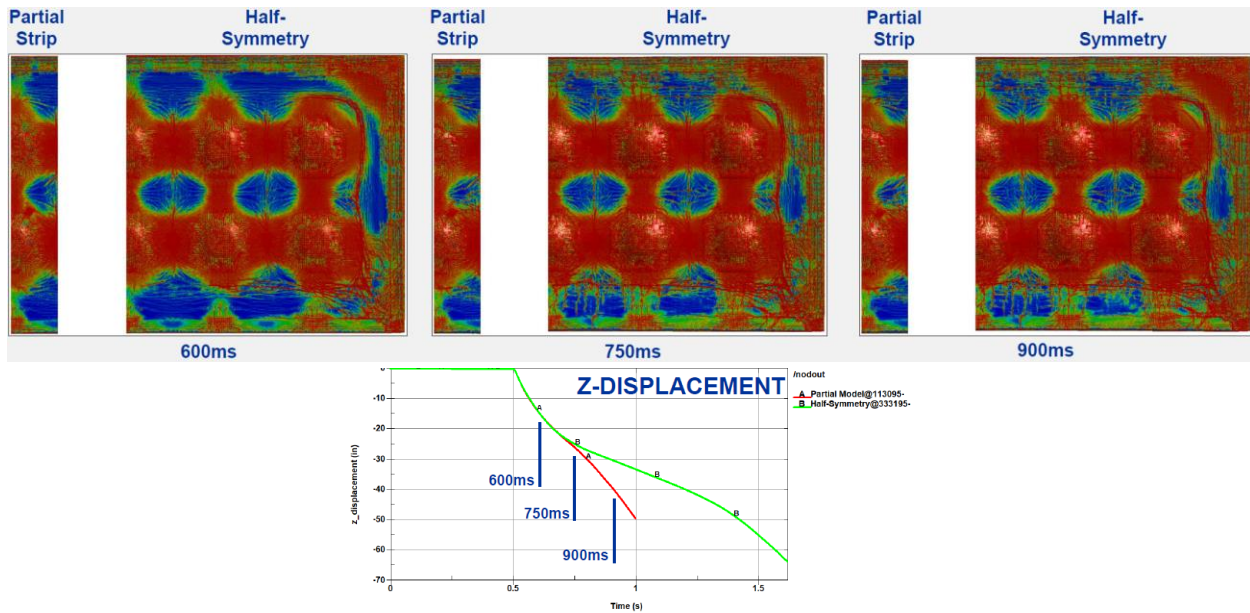 Partial
Strip
Half-
Symmetry
Partial
Strip
Half-
Symmetry
Partial
Strip
Half-
Symmetry
600ms
750ms
900ms
Z-DISPLACEMENT
/nodout
A Partial Model@113095-
B Half-Symmetry@333195-
0
-10
-20
-30
-40
-50
-60
-70
z_displacement (in)
A
B
A
B
B
600ms
750ms
900ms
0
0.5
1
1.5
Time (s)